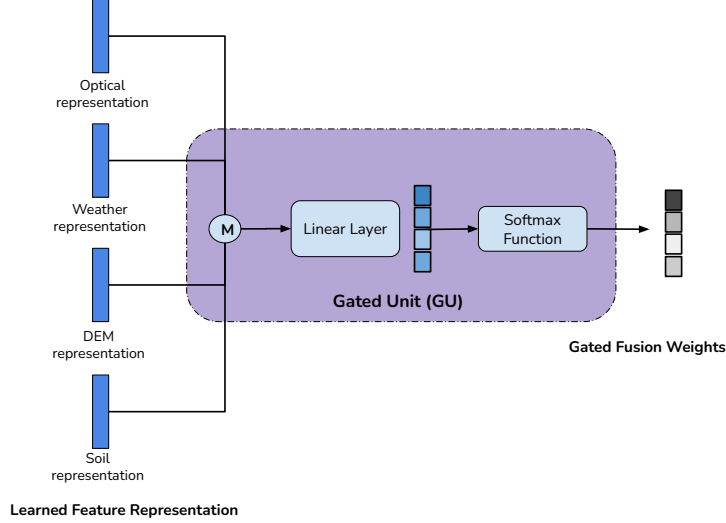 Optical
representation
Weather
representation
DEM
representation
Soil
representation
Learned Feature Representation
M
Linear Layer
Softmax
Function
Gated Unit (GU)
Gated Fusion Weights